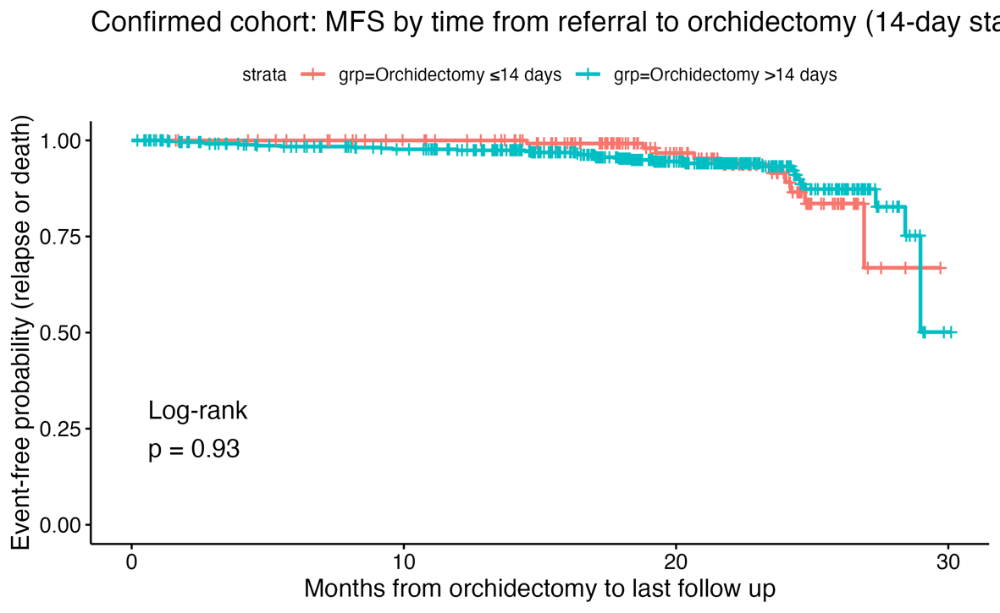 Confirmed cohort: MFS by time from referral to orchidectomy (14-day
strata grp=Orchidectomy ≤14 days grp=Orchidectomy >14 days
Event-free probability (relapse or death)
1.00
0.75
0.50
0.25
0.00
Log-rank
p = 0.93
0 10 20 30
Months from orchidectomy to last follow up